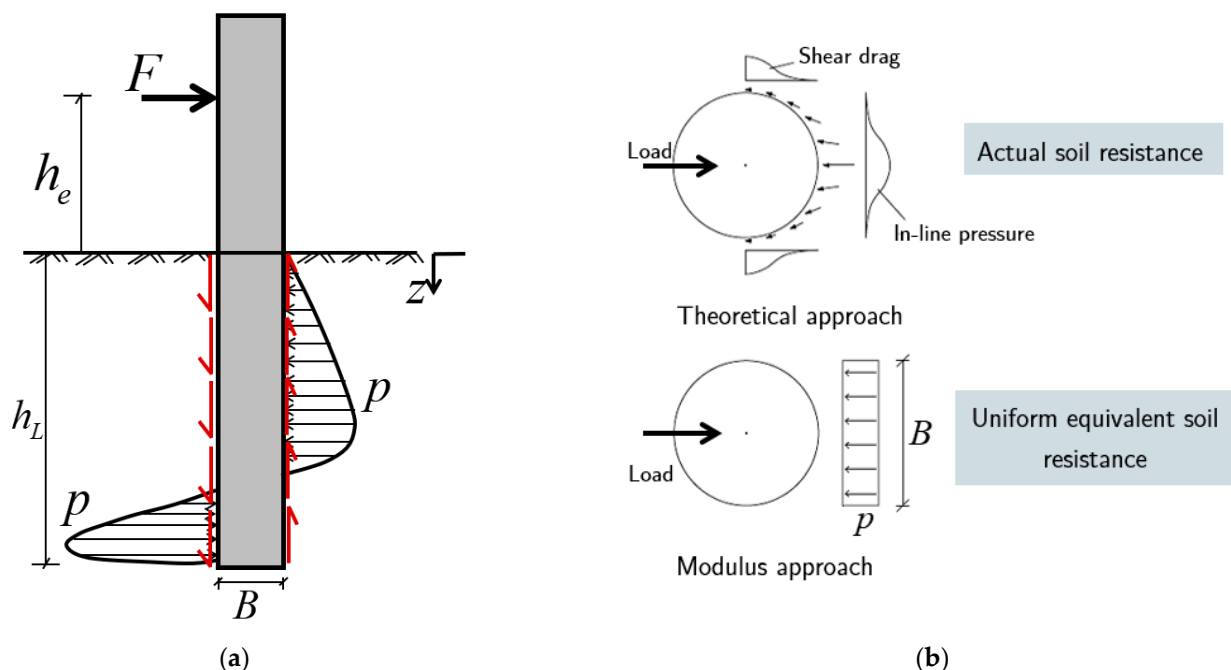 F
h_e
z
h_L
p
p
B
(a)
Shear drag
Load
Actual soil resistance
In-line pressure
Theoretical approach
Load
B
p
Uniform equivalent soil
resistance
Modulus approach
(b)